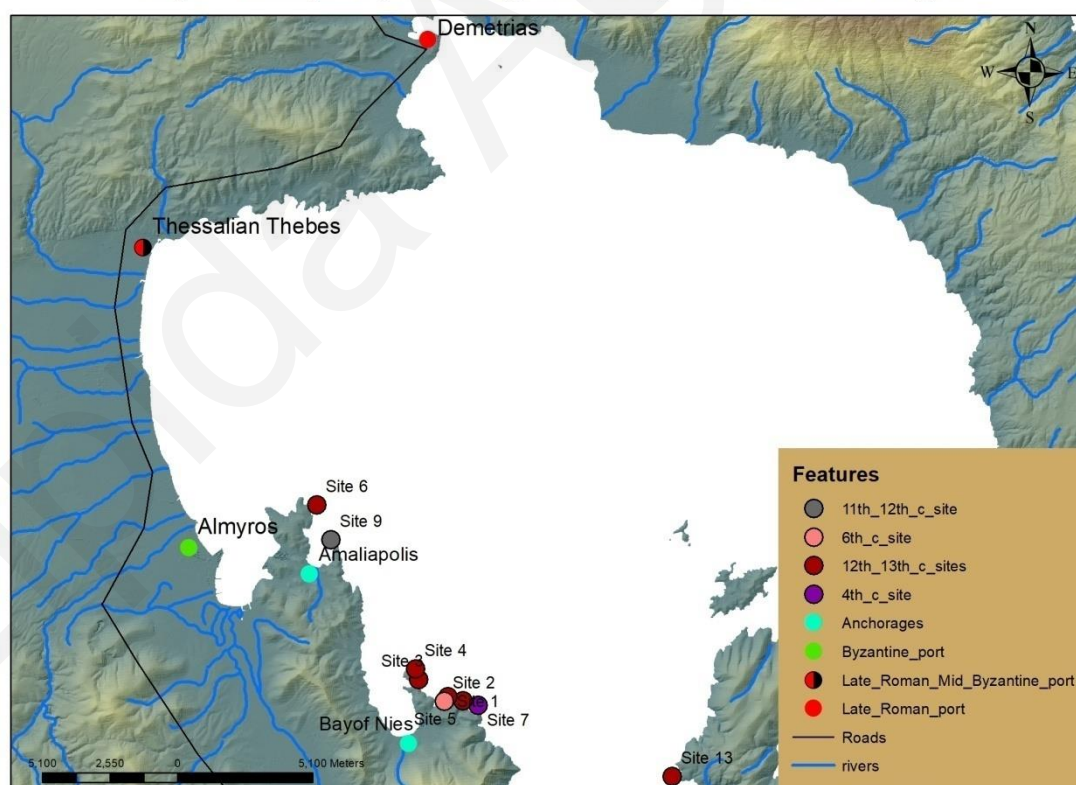 Demetrias
N
W E
S
Thessalian Thebes
Site 6
Site 9
Almyros
Amaliapolis
Site 4
Site 3
Site 2
Site 1
Site 5
Site 7
Bayof Nies
Site 13
5,100 2,550 0 5,100 Meters
Features
11th_12th_c_site
6th_c_site
12th_13th_c_sites
4th_c_site
Anchorages
Byzantine_port
Late_Roman_Mid_Byzantine_port
Late_Roman_port
Roads
rivers